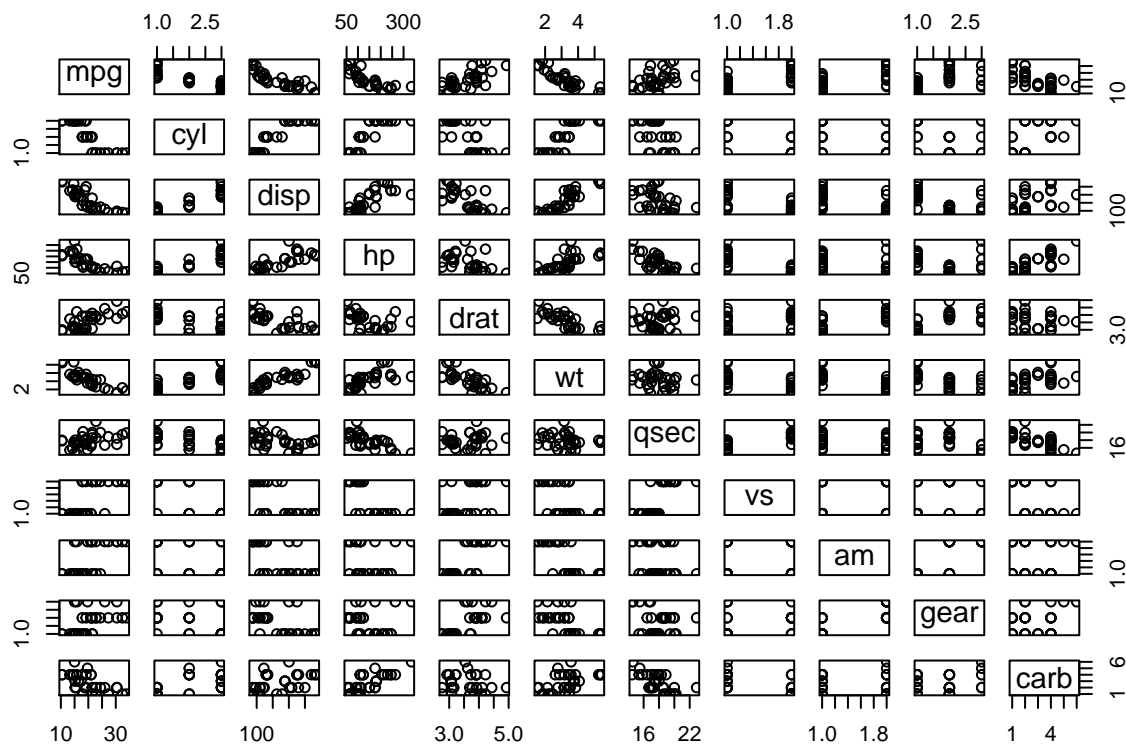 1.0 2.5 50 300 2 4 1.0 1.8 1.0 2.5
mpg 10
1.0 cyl
disp 100
50 hp
drat 3.0
2 wt
qsec 16
1.0 vs
am 1.0
1.0 gear
carb 1 6
10 30 100 3.0 5.0 16 22 1.0 1.8 1 4